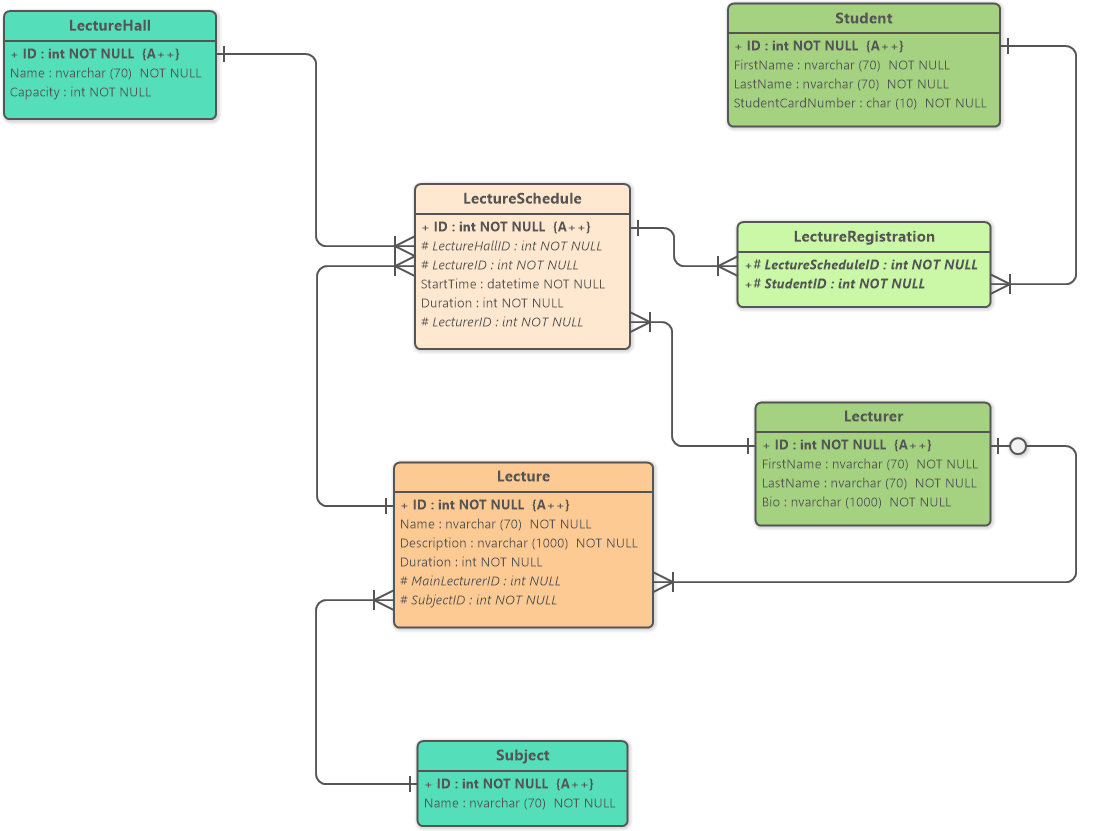 LectureHall
+ ID : int NOT NULL {A++}
Name : nvarchar (70) NOT NULL
Capacity : int NOT NULL
Student
+ ID : int NOT NULL {A++}
FirstName : nvarchar (70) NOT NULL
LastName : nvarchar (70) NOT NULL
StudentCardNumber : char (10) NOT NULL
LectureSchedule
+ ID : int NOT NULL {A++}
# LectureHallID : int NOT NULL
# LectureID : int NOT NULL
StartTime : datetime NOT NULL
Duration : int NOT NULL
# LecturerID : int NOT NULL
LectureRegistration
+# LectureScheduleID : int NOT NULL
+# StudentID : int NOT NULL
Lecturer
+ ID : int NOT NULL {A++}
FirstName : nvarchar (70) NOT NULL
LastName : nvarchar (70) NOT NULL
Bio : nvarchar (1000) NOT NULL
Lecture
+ ID : int NOT NULL {A++}
Name : nvarchar (70) NOT NULL
Description : nvarchar (1000) NOT NULL
Duration : int NOT NULL
# MainLecturerID : int NULL
# SubjectID : int NOT NULL
Subject
+ ID : int NOT NULL {A++}
Name : nvarchar (70) NOT NULL